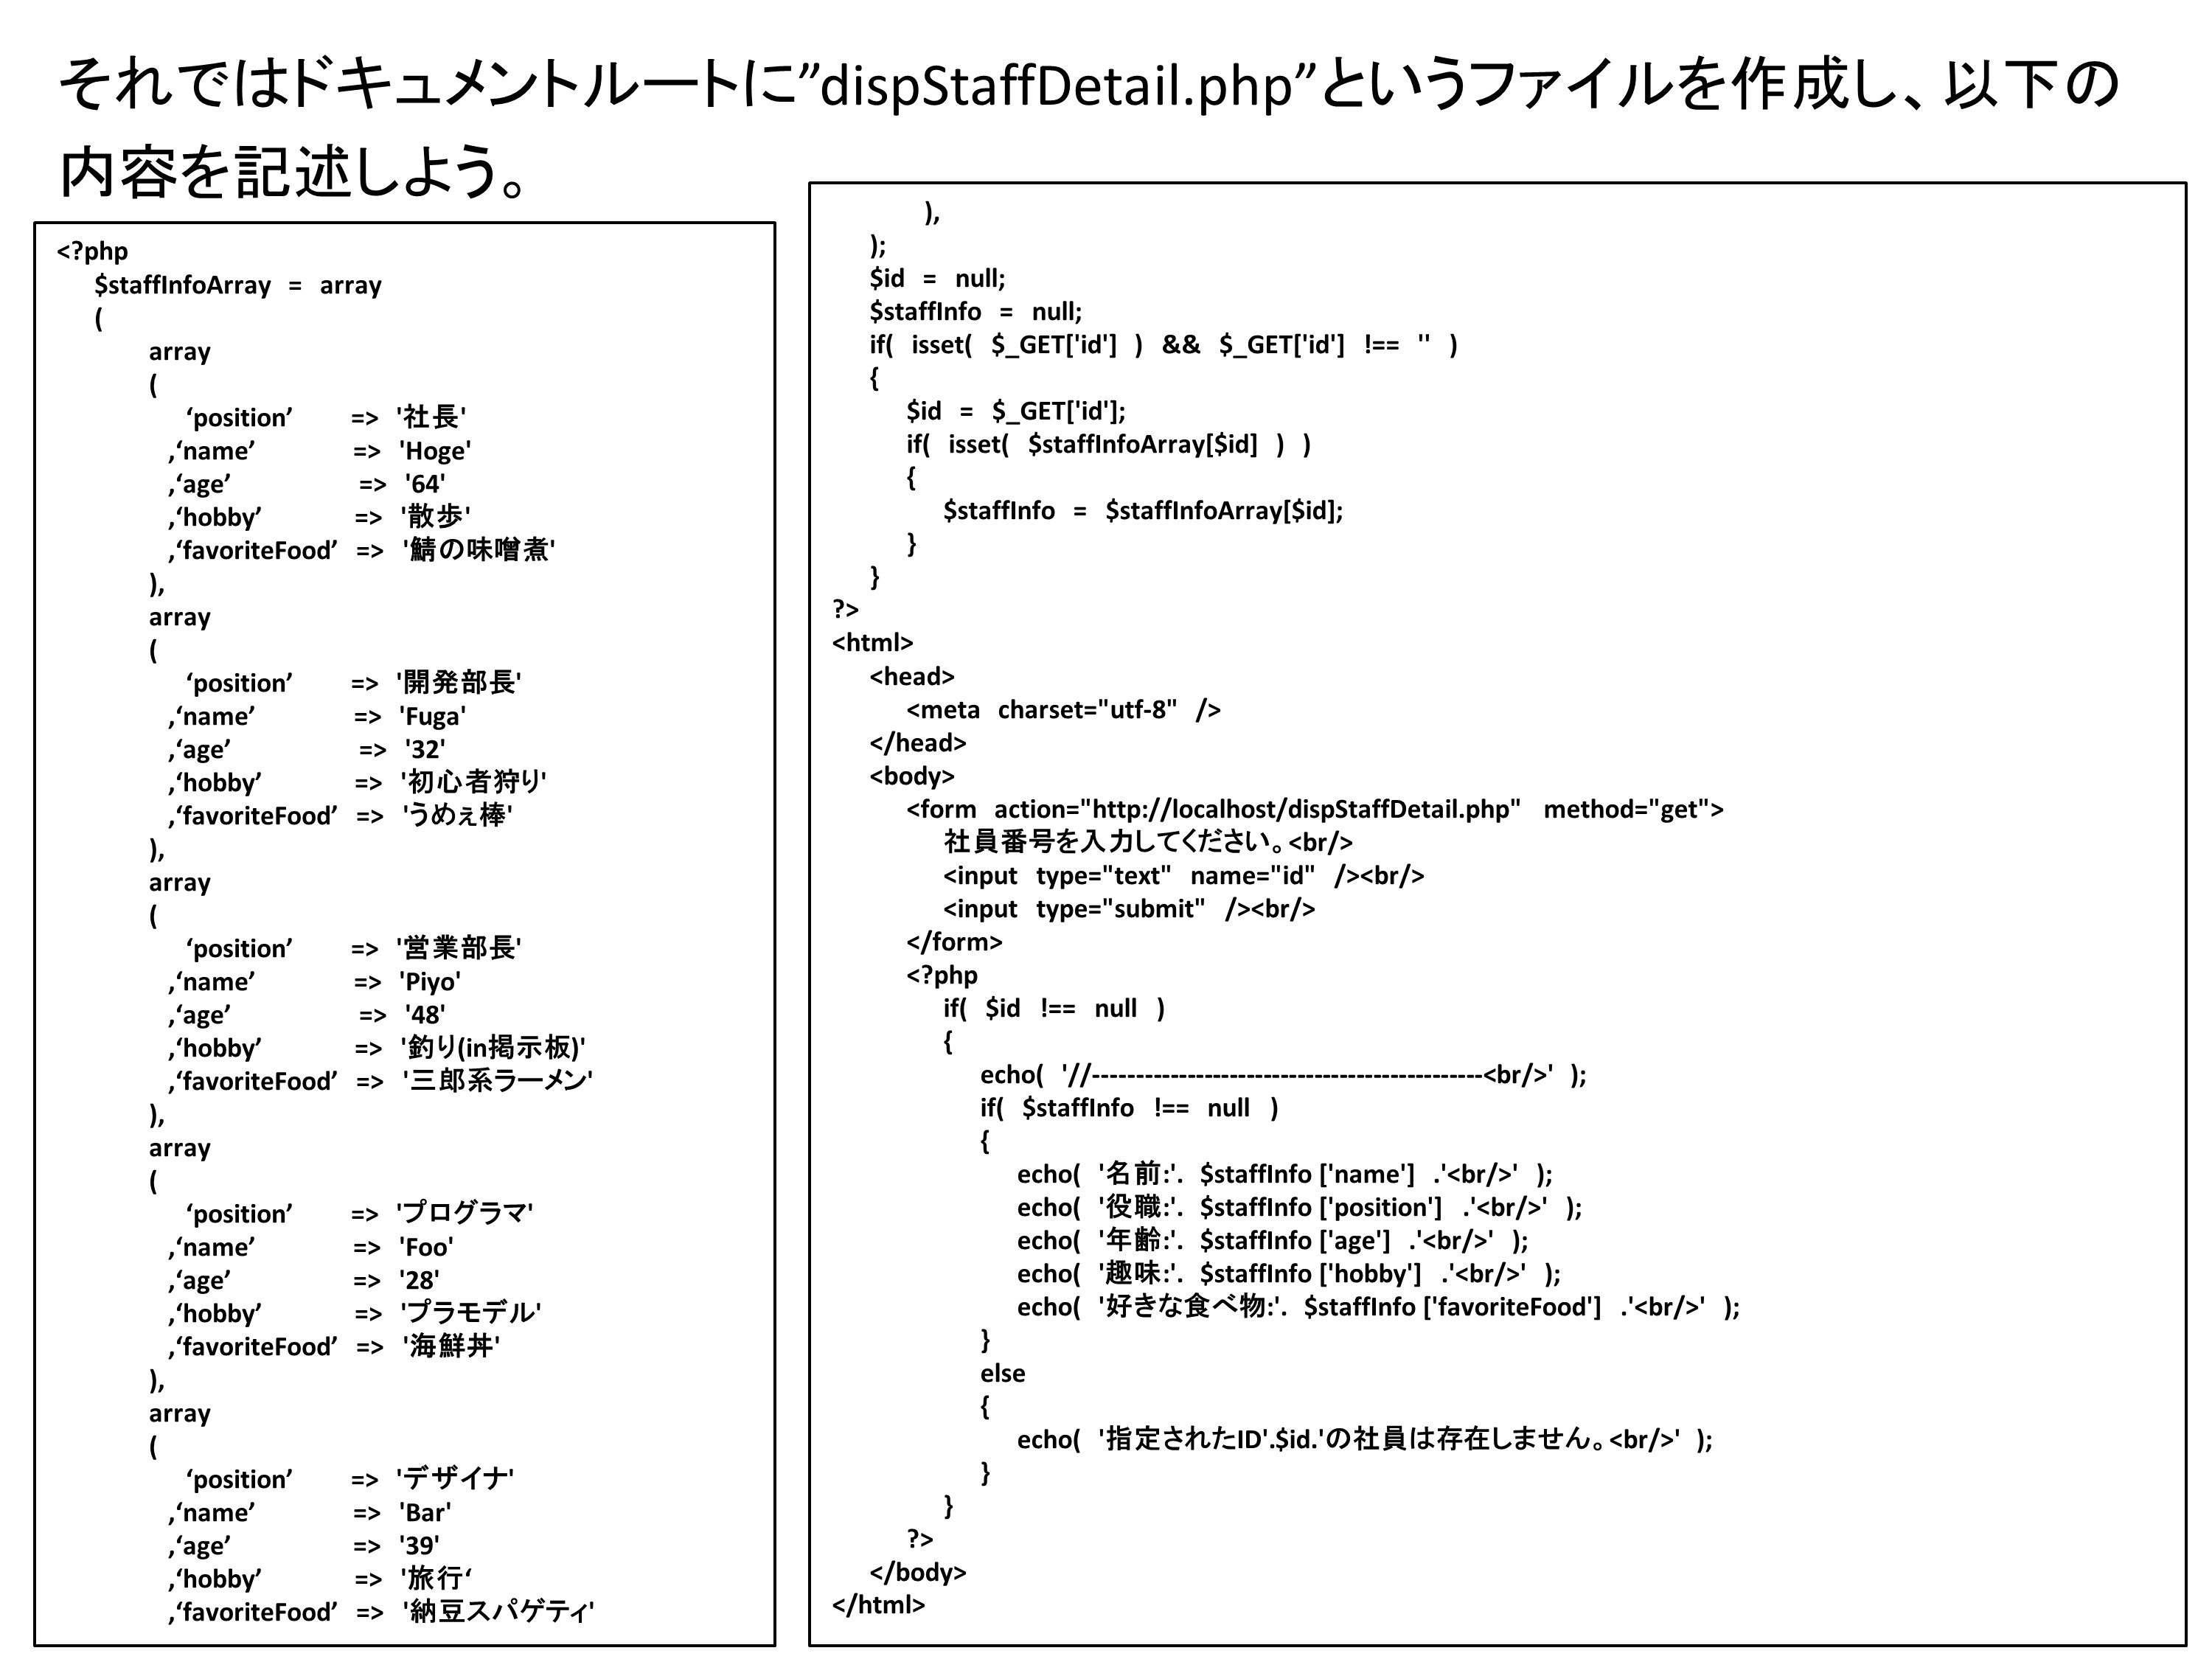 それではドキュメントルートに”dispStaffDetail.php”というファイルを作成し、以下の
内容を記述しよう。
<?php
$staffInfoArray = array
(
array
(
‘position’ => '社長'
,‘name’ => 'Hoge'
,‘age’ => '64'
,‘hobby’ => '散歩'
,‘favoriteFood’ => '鯖の味噌煮'
),
array
(
‘position’ => '開発部長'
,‘name’ => 'Fuga'
,‘age’ => '32'
,‘hobby’ => '初心者狩り'
,‘favoriteFood’ => 'うめぇ棒'
),
array
(
‘position’ => '営業部長'
,‘name’ => 'Piyo'
,‘age’ => '48'
,‘hobby’ => '釣り(in掲示板)'
,‘favoriteFood’ => '三郎系ラーメン'
),
array
(
‘position’ => 'プログラマ'
,‘name’ => 'Foo'
,‘age’ => '28'
,‘hobby’ => 'プラモデル'
,‘favoriteFood’ => '海鮮丼'
),
array
(
‘position’ => 'デザイナ'
,‘name’ => 'Bar'
,‘age’ => '39'
,‘hobby’ => '旅行‘
,‘favoriteFood’ => '納豆スパゲティ'
),
);
$id = null;
$staffInfo = null;
if( isset( $_GET['id'] ) && $_GET['id'] !== '' )
{
$id = $_GET['id'];
if( isset( $staffInfoArray[$id] ) )
{
$staffInfo = $staffInfoArray[$id];
}
}
?>
<html>
<head>
<meta charset="utf-8" />
</head>
<body>
<form action="http://localhost/dispStaffDetail.php" method="get">
社員番号を入力してください。<br/>
<input type="text" name="id" /><br/>
<input type="submit" /><br/>
</form>
<?php
if( $id !== null )
{
echo( '//--------------------------------------------<br/>' );
if( $staffInfo !== null )
{
echo( '名前:'. $staffInfo ['name'] .'<br/>' );
echo( '役職:'. $staffInfo ['position'] .'<br/>' );
echo( '年齢:'. $staffInfo ['age'] .'<br/>' );
echo( '趣味:'. $staffInfo ['hobby'] .'<br/>' );
echo( '好きな食べ物:'. $staffInfo ['favoriteFood'] .'<br/>' );
}
else
{
echo( '指定されたID'.$id.'の社員は存在しません。<br/>' );
}
}
?>
</body>
</html>